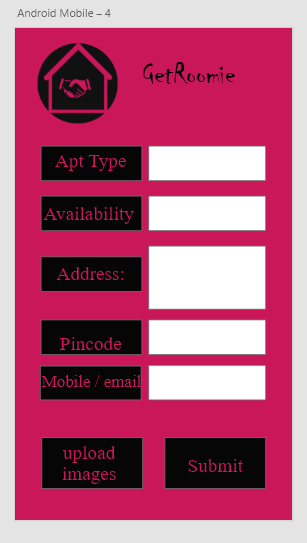 Android Mobile – 4
GetRoomie
Apt Type
Availability
Address:
Pincode
Mobile / email
upload
images
Submit